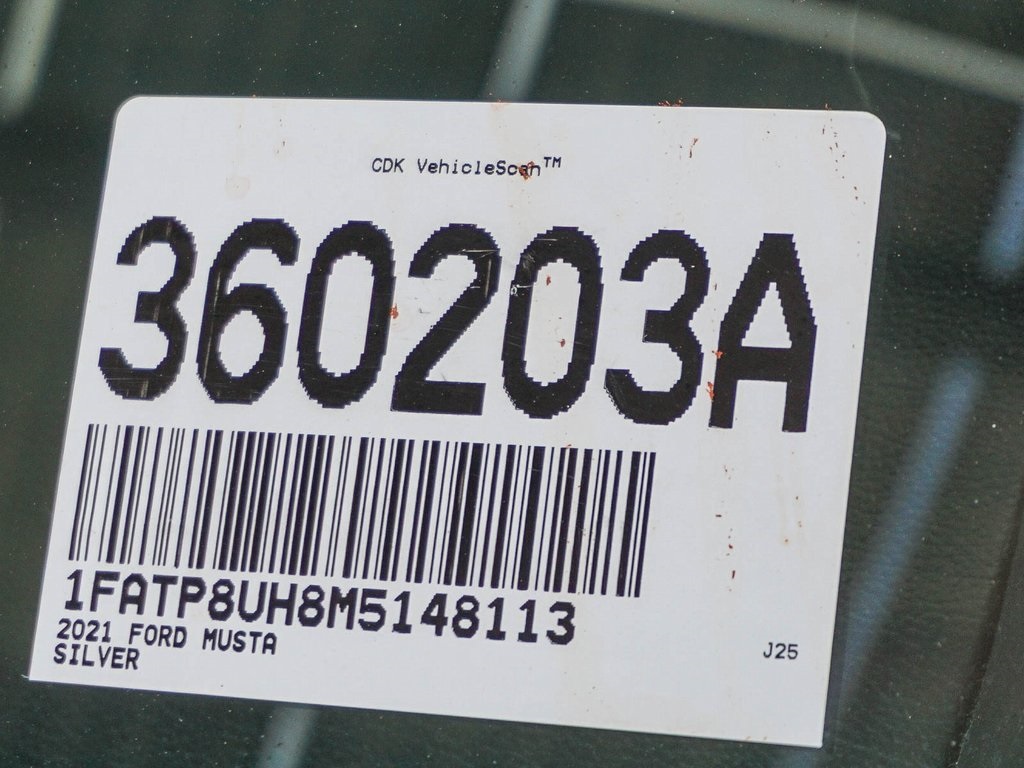 CDK VehicleScan™
360203A
1FATP8UH8M5148113
2021 FORD MUSTA
SILVER
J25